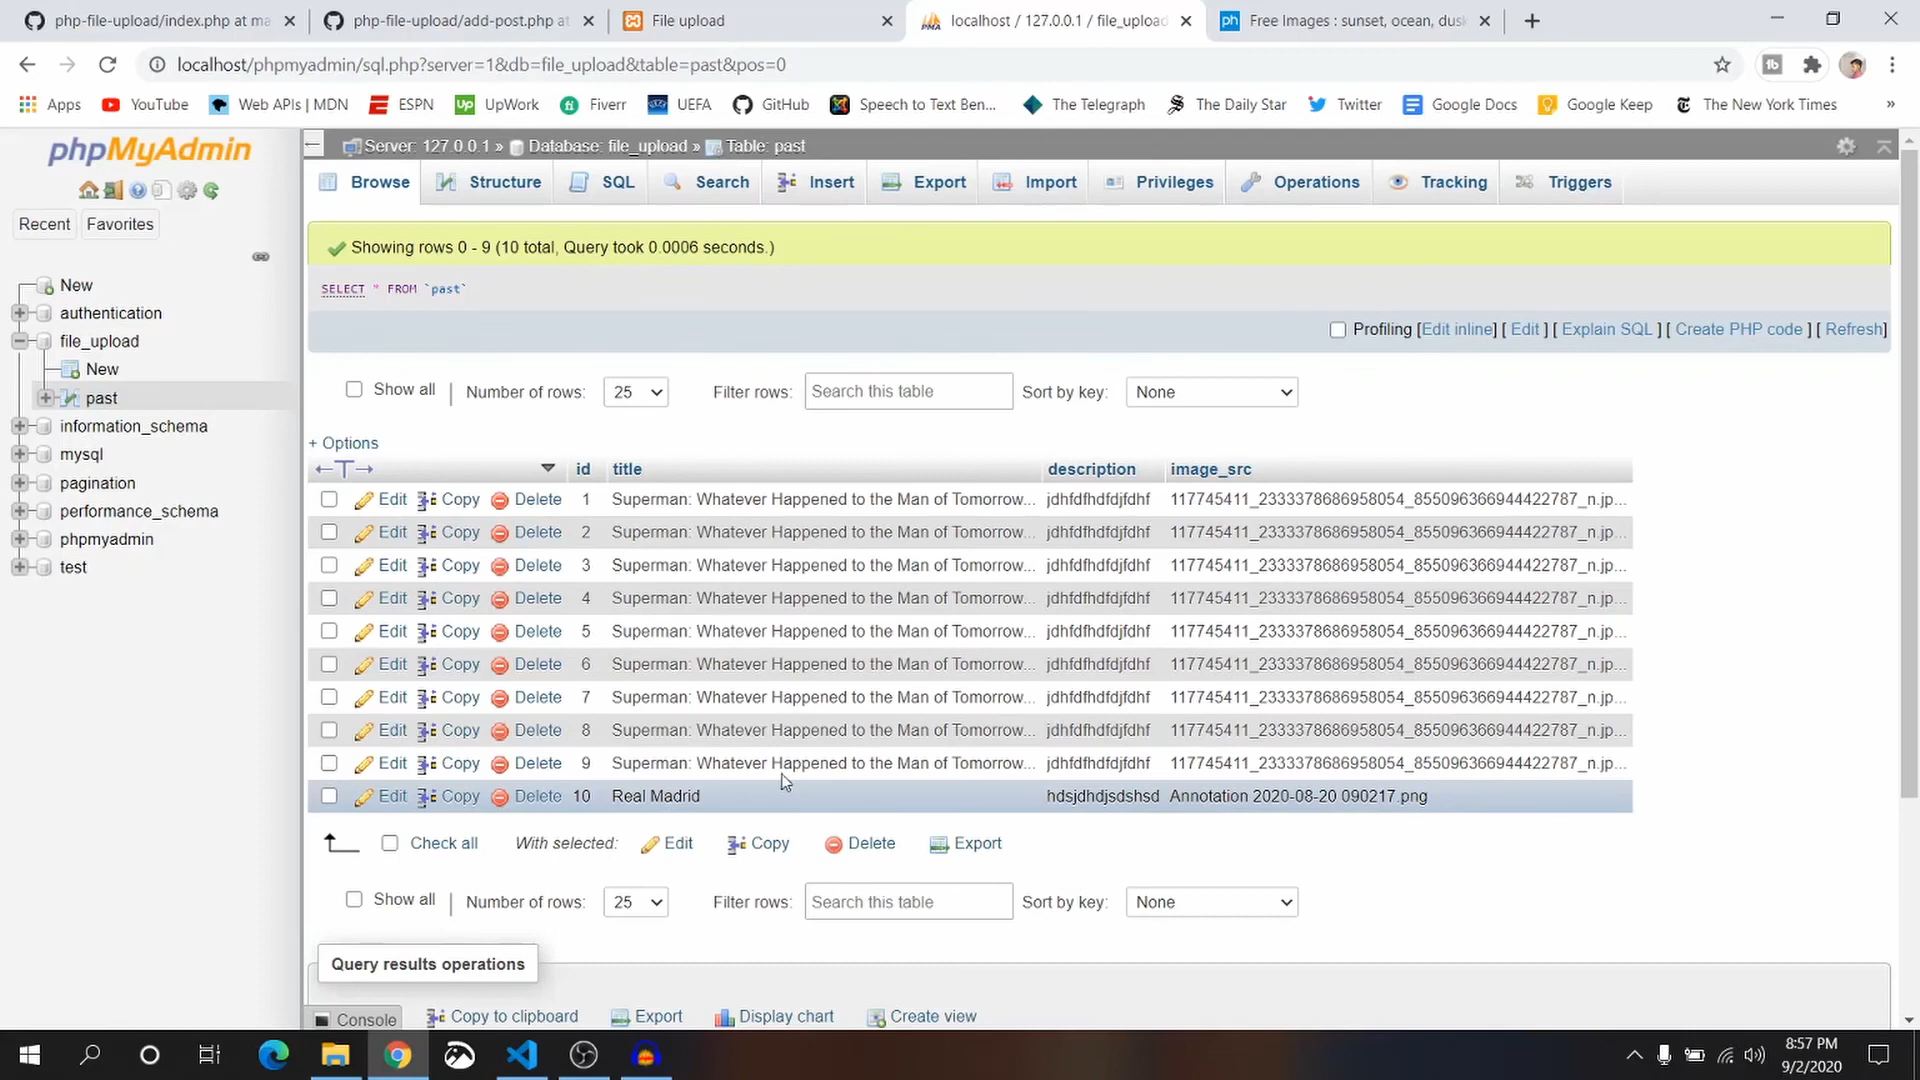 php-file-upload/index.php at ma
php-file-upload/add-post.php at
File upload
localhost / 127.0.0.1 / file_upload
Free Images : sunset, ocean, dusk
localhost/phpmyadmin/sql.php?server=1&db=file_upload&table=past&pos=0
Apps YouTube Web APIs | MDN ESPN UpWork Fiverr UEFA GitHub Speech to Text Ben... The Telegraph The Daily Star Twitter Google Docs Google Keep The New York Times »
phpMyAdmin
Recent Favorites
New
authentication
file_upload
New
past
information_schema
mysql
pagination
performance_schema
phpmyadmin
test
Server: 127.0.0.1 » Database: file_upload » Table: past
Browse Structure SQL Search Insert Export Import Privileges Operations Tracking Triggers
Showing rows 0 - 9 (10 total, Query took 0.0006 seconds.)
SELECT * FROM `past`
Profiling [Edit inline] [ Edit ] [ Explain SQL ] [ Create PHP code ] [ Refresh]
Show all | Number of rows: 25 Filter rows: Search this table Sort by key: None
+ Options
←T→ id title description image_src
Edit Copy Delete 1 Superman: Whatever Happened to the Man of Tomorrow... jdhfdfhdfdjfdhf 117745411_2333378686958054_855096366944422787_n.jp...
Edit Copy Delete 2 Superman: Whatever Happened to the Man of Tomorrow... jdhfdfhdfdjfdhf 117745411_2333378686958054_855096366944422787_n.jp...
Edit Copy Delete 3 Superman: Whatever Happened to the Man of Tomorrow... jdhfdfhdfdjfdhf 117745411_2333378686958054_855096366944422787_n.jp...
Edit Copy Delete 4 Superman: Whatever Happened to the Man of Tomorrow... jdhfdfhdfdjfdhf 117745411_2333378686958054_855096366944422787_n.jp...
Edit Copy Delete 5 Superman: Whatever Happened to the Man of Tomorrow... jdhfdfhdfdjfdhf 117745411_2333378686958054_855096366944422787_n.jp...
Edit Copy Delete 6 Superman: Whatever Happened to the Man of Tomorrow... jdhfdfhdfdjfdhf 117745411_2333378686958054_855096366944422787_n.jp...
Edit Copy Delete 7 Superman: Whatever Happened to the Man of Tomorrow... jdhfdfhdfdjfdhf 117745411_2333378686958054_855096366944422787_n.jp...
Edit Copy Delete 8 Superman: Whatever Happened to the Man of Tomorrow... jdhfdfhdfdjfdhf 117745411_2333378686958054_855096366944422787_n.jp...
Edit Copy Delete 9 Superman: Whatever Happened to the Man of Tomorrow... jdhfdfhdfdjfdhf 117745411_2333378686958054_855096366944422787_n.jp...
Edit Copy Delete 10 Real Madrid hdsjdhdjsdshsd Annotation 2020-08-20 090217.png
Check all With selected: Edit Copy Delete Export
Show all | Number of rows: 25 Filter rows: Search this table Sort by key: None
Query results operations
Console Copy to clipboard Export Display chart Create view
8:57 PM
9/2/2020